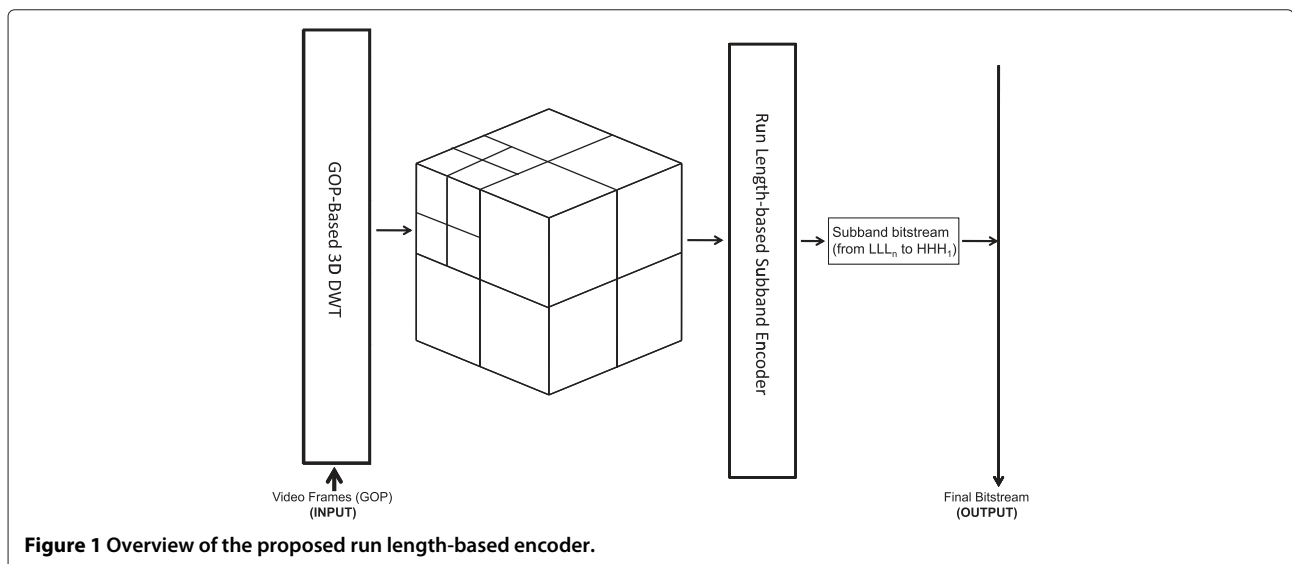 GOP-Based 3D DWT
Run Length-based Subband Encoder
Subband bitstream
(from LLLn to HHH1)
Video Frames (GOP)
(INPUT)
Final Bitstream
(OUTPUT)
Figure 1 Overview of the proposed run length-based encoder.